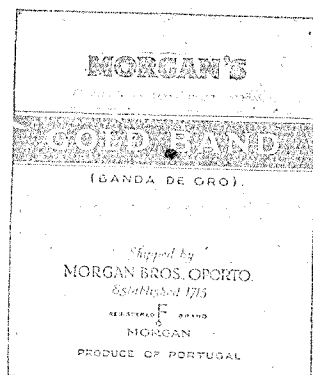 MORGAN'S
GOLD BAND
(BANDA DE ORO).
Shipped by
MORGAN BROS., OPORTO.
Established 1715
REGISTERED F BRAND
MORGAN
PRODUCE OF PORTUGAL